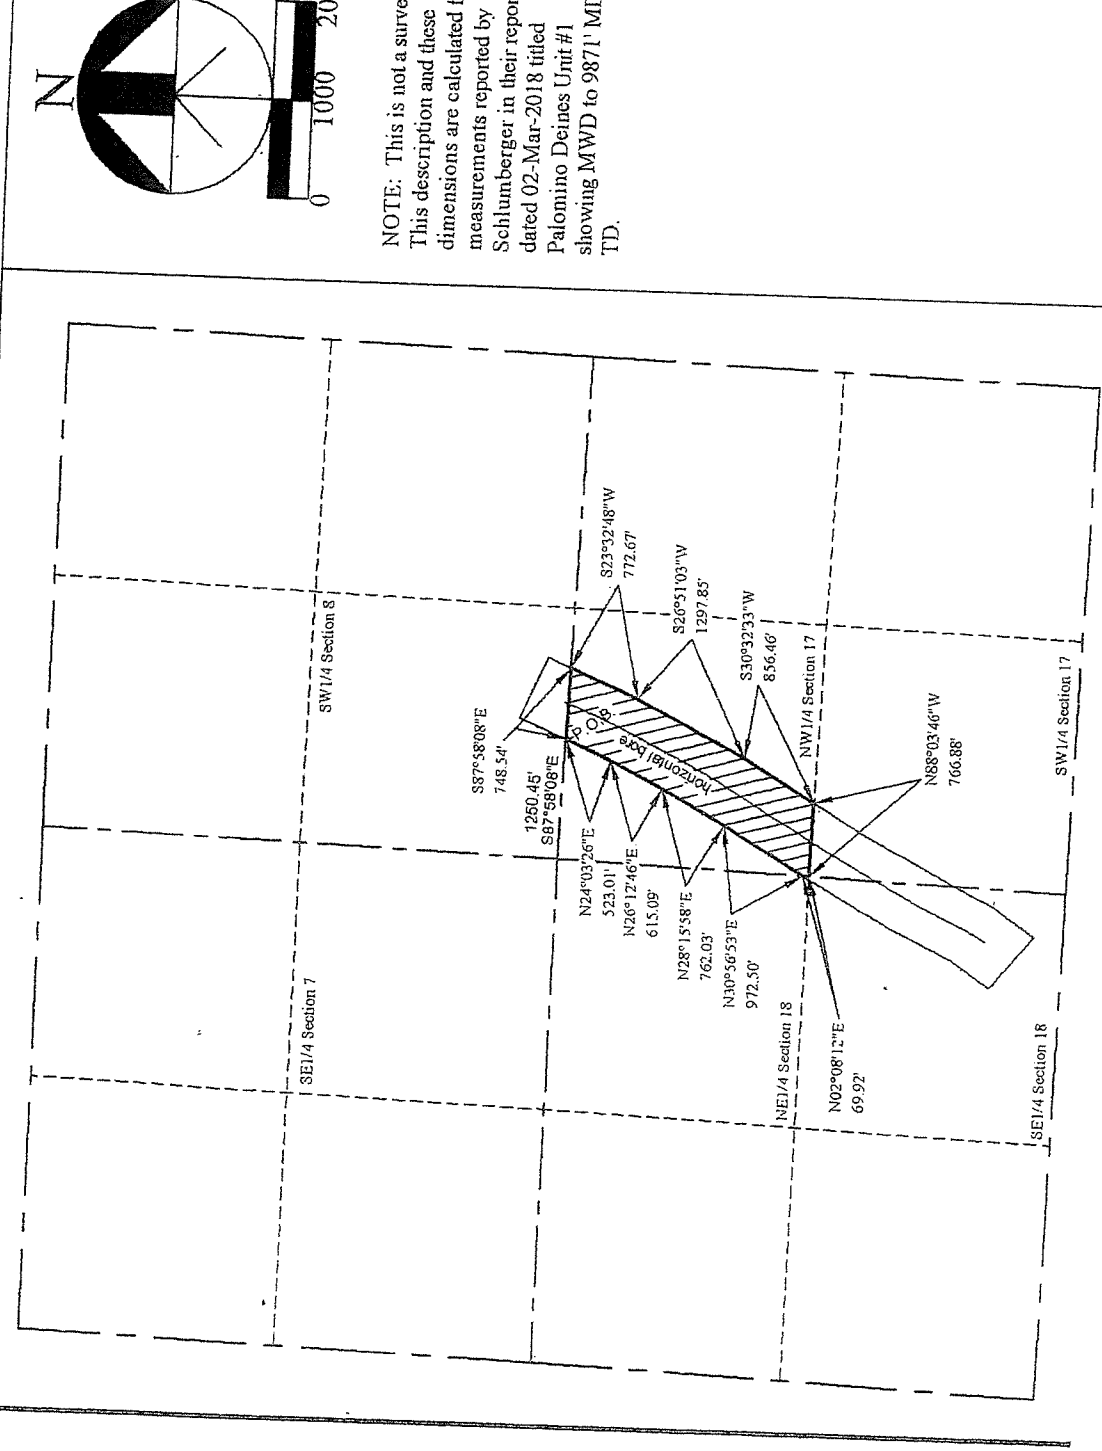 N
0
1000
20
NOTE: This is not a surve
This description and these
dimensions are calculated f
measurements reported by
Schlumberger in their repor
dated 02-Mar-2018 titled
Palomino Deines Unit #1
showing MWD to 9871' MD
TD.
SE1/4 Section 7
SW1/4 Section 8
S87°58'08"E
748.54'
1250.45'
S87°58'08"E
P.O.B.
horizontal bore
S23°32'48"W
772.67'
S26°51'03"W
1297.85'
S30°32'33"W
856.46'
N24°03'26"E
523.01'
N26°12'46"E
615.09'
N28°15'58"E
762.03'
N30°56'53"E
972.50'
NE1/4 Section 18
NW1/4 Section 17
N02°08'12"E
69.92'
N88°03'46"W
766.88'
SE1/4 Section 18
SW1/4 Section 17